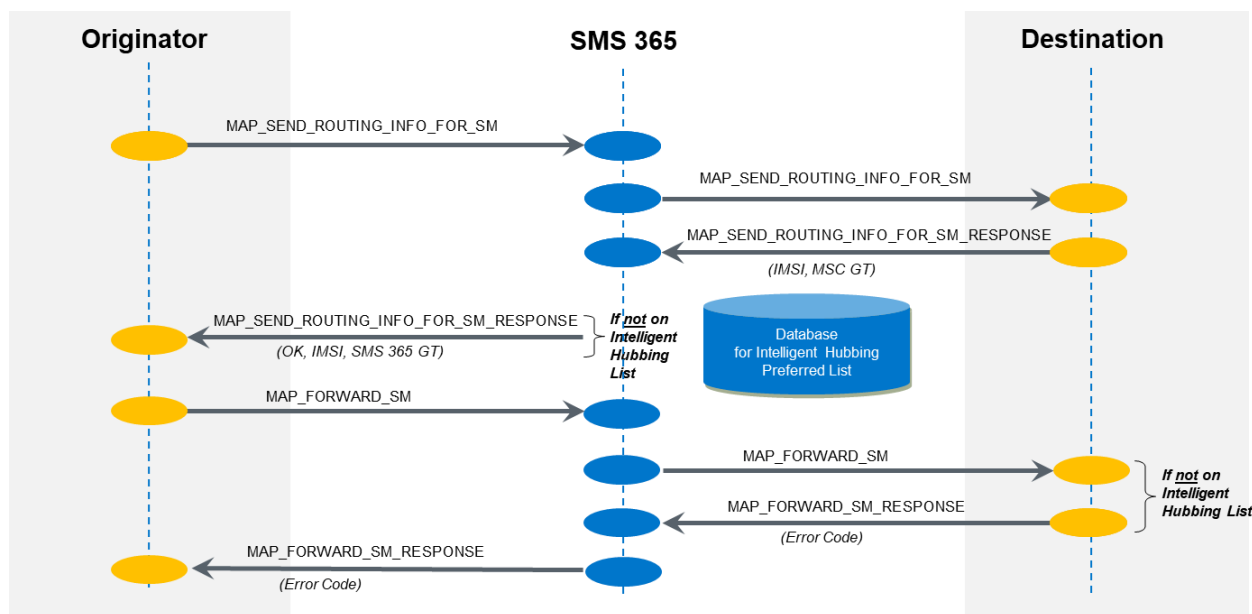 Originator
SMS 365
Destination
MAP_SEND_ROUTING_INFO_FOR_SM
MAP_SEND_ROUTING_INFO_FOR_SM
MAP_SEND_ROUTING_INFO_FOR_SM_RESPONSE
(IMSI, MSC GT)
MAP_SEND_ROUTING_INFO_FOR_SM_RESPONSE
(OK, IMSI, SMS 365 GT)
If not on
Intelligent
Hubbing
List
Database
for Intelligent Hubbing
Preferred List
MAP_FORWARD_SM
MAP_FORWARD_SM
MAP_FORWARD_SM_RESPONSE
(Error Code)
If not on
Intelligent
Hubbing List
MAP_FORWARD_SM_RESPONSE
(Error Code)